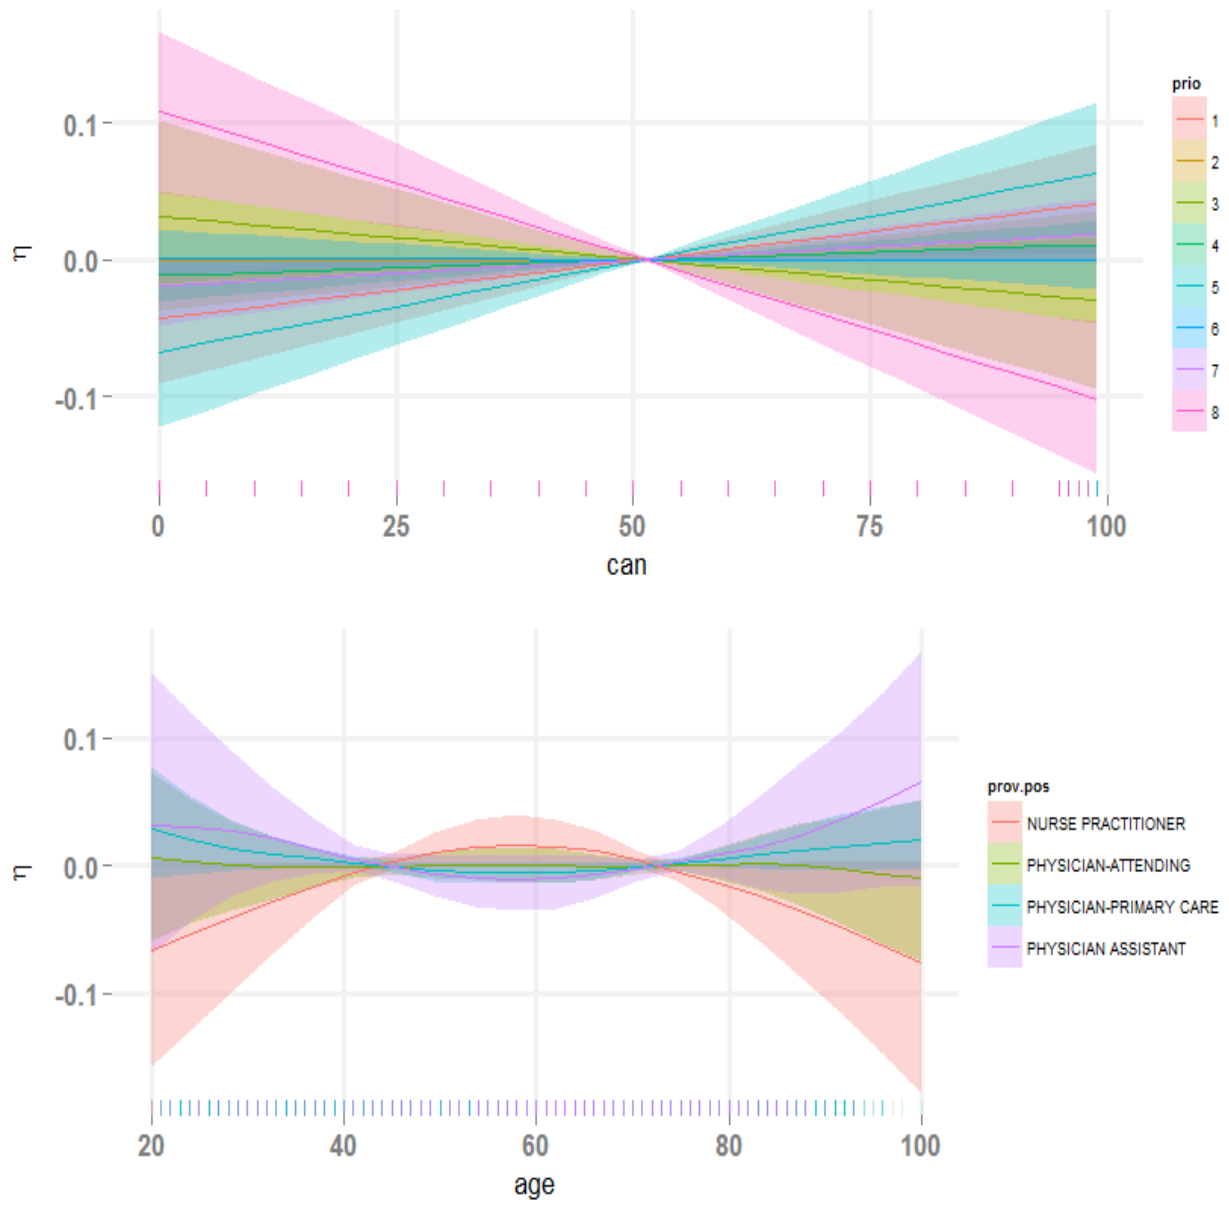 0.1
0.0
-0.1
η
0
25
50
75
100
can
prio
1
2
3
4
5
6
7
8
0.1
0.0
-0.1
η
20
40
60
80
100
age
prov.pos
NURSE PRACTITIONER
PHYSICIAN-ATTENDING
PHYSICIAN-PRIMARY CARE
PHYSICIAN ASSISTANT